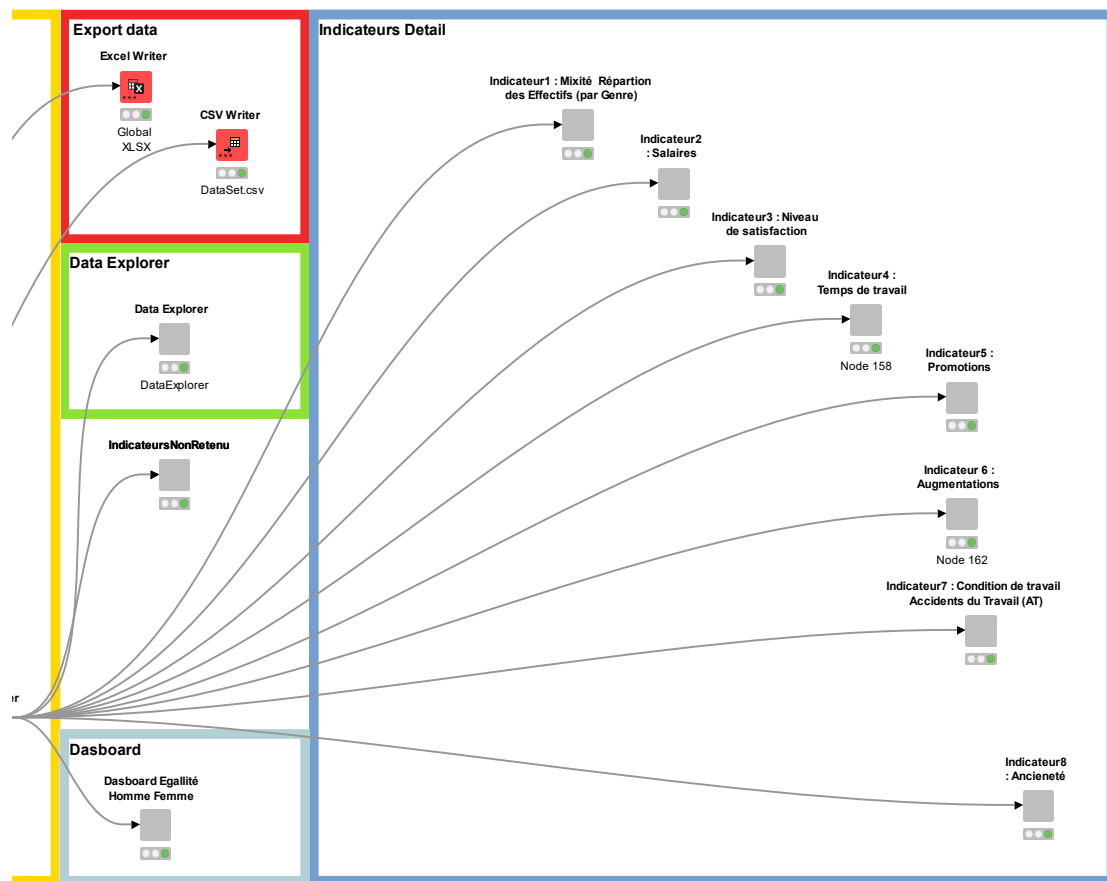 Export data
Excel Writer
Global
XLSX
CSV Writer
DataSet.csv
Data Explorer
Data Explorer
DataExplorer
IndicateursNonRetenu
er
Dasboard
Dasboard Egallité
Homme Femme
Indicateurs Detail
Indicateur1 : Mixité Répartion
des Effectifs (par Genre)
Indicateur2
: Salaires
Indicateur3 : Niveau
de satisfaction
Indicateur4 :
Temps de travail
Node 158
Indicateur5 :
Promotions
Indicateur 6 :
Augmentations
Node 162
Indicateur7 : Condition de travail
Accidents du Travail (AT)
Indicateur8
: Ancieneté